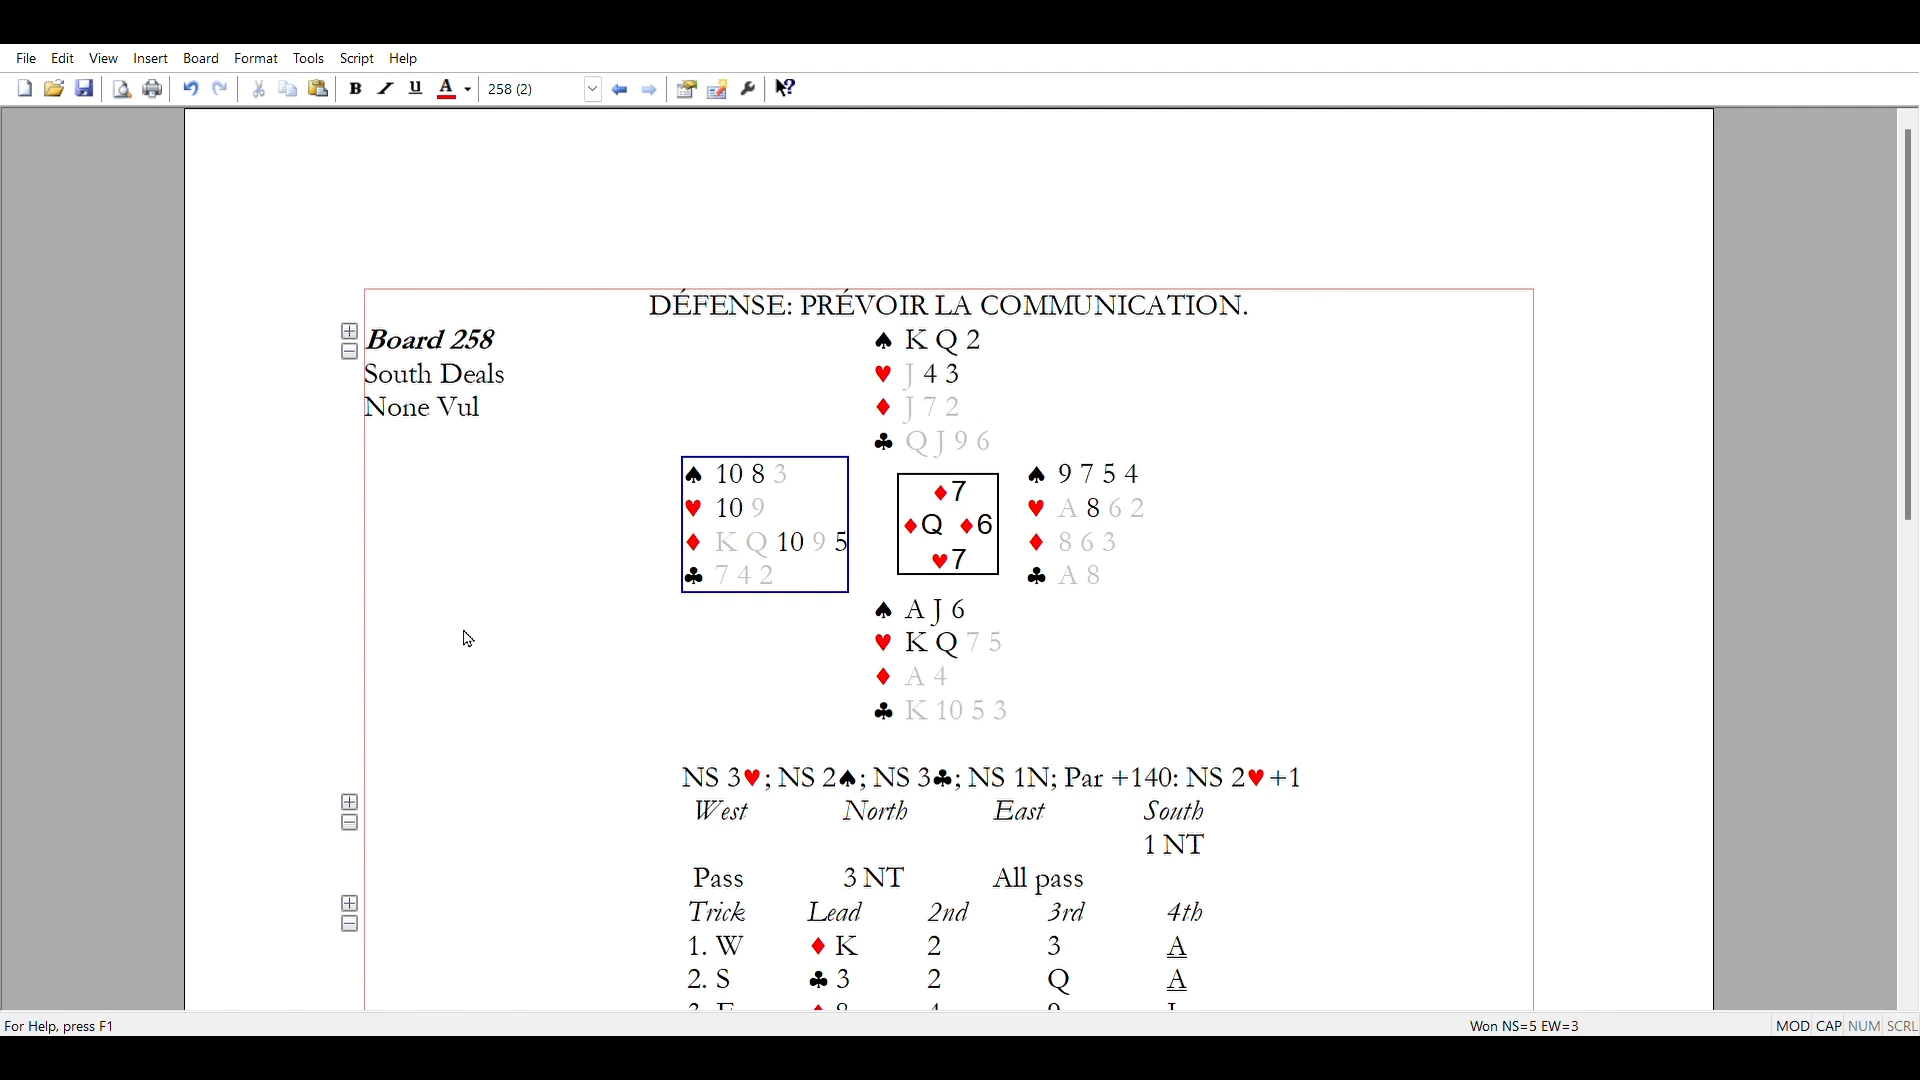 File Edit View Insert Board Format Tools Script Help
B I U A 258 (2)
DÉFENSE: PRÉVOIR LA COMMUNICATION.
Board 258
South Deals
None Vul
♠ K Q 2
♥ J 4 3
♦ J 7 2
♣ Q J 9 6
♠ 10 8 3
♥ 10 9
♦ K Q 10 9 5
♣ 7 4 2
♦7
♦Q ♦6
♥7
♠ 9 7 5 4
♥ A 8 6 2
♦ 8 6 3
♣ A 8
♠ A J 6
♥ K Q 7 5
♦ A 4
♣ K 10 5 3
NS 3♥; NS 2♠; NS 3♣; NS 1N; Par +140: NS 2♥+1
West North East South
1 NT
Pass 3 NT All pass
Trick Lead 2nd 3rd 4th
1. W ♦ K 2 3 A
2. S ♣ 3 2 Q A
For Help, press F1
Won NS=5 EW=3
MOD CAP NUM SCRL